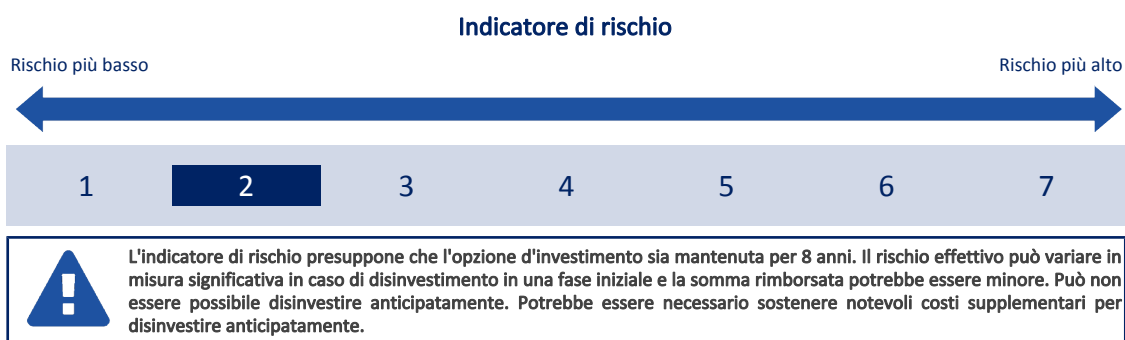 Indicatore di rischio
Rischio più basso
Rischio più alto
1 2 3 4 5 6 7
L'indicatore di rischio presuppone che l'opzione d'investimento sia mantenuta per 8 anni. Il rischio effettivo può variare in
misura significativa in caso di disinvestimento in una fase iniziale e la somma rimborsata potrebbe essere minore. Può non
essere possibile disinvestire anticipatamente. Potrebbe essere necessario sostenere notevoli costi supplementari per
disinvestire anticipatamente.